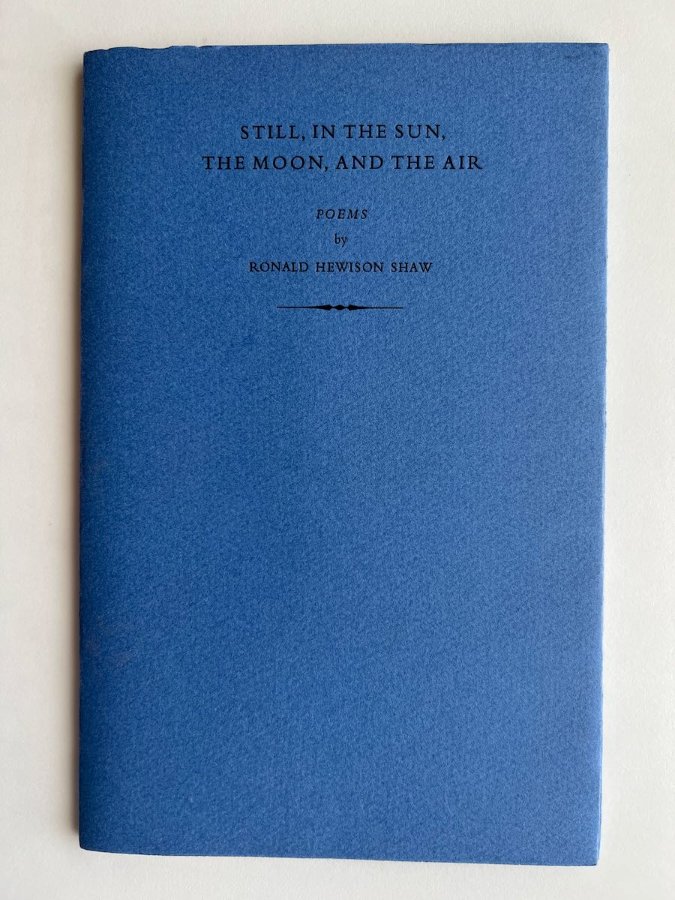 STILL, IN THE SUN,
THE MOON, AND THE AIR
POEMS
by
RONALD HEWISON SHAW